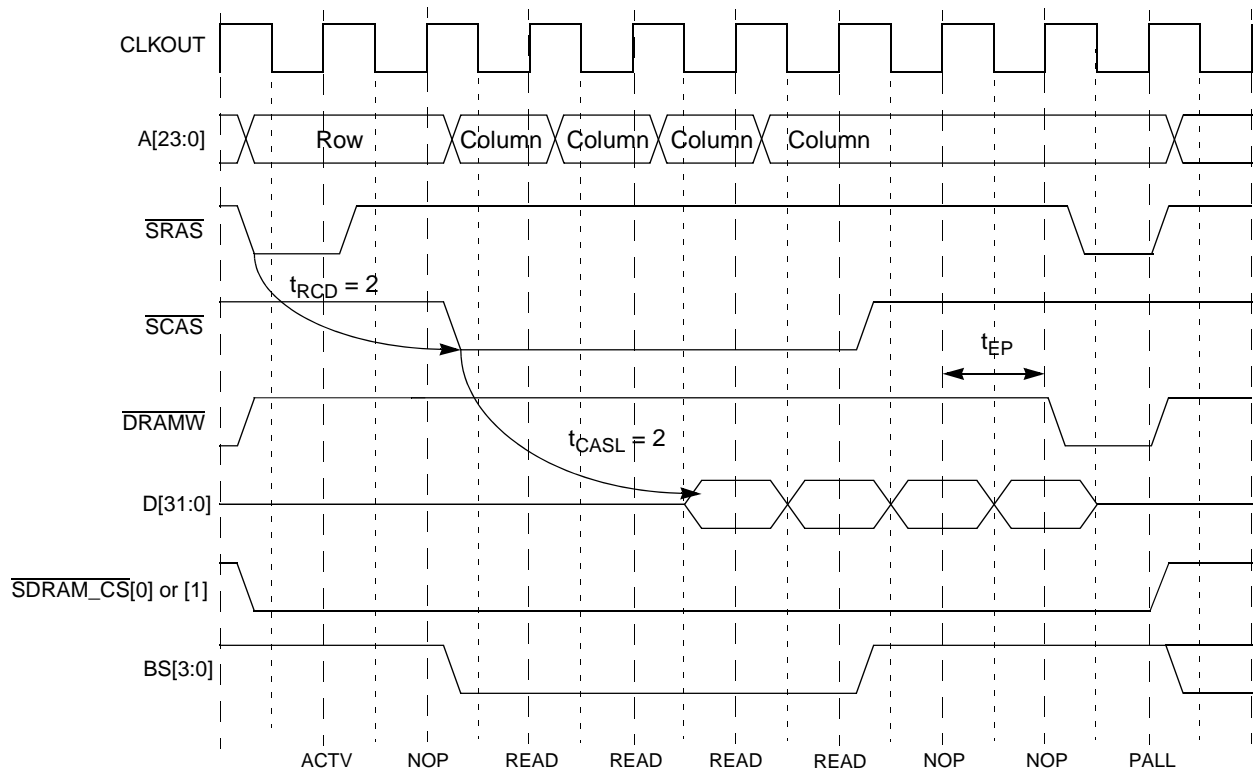 CLKOUT
A[23:0]
Row
Column
Column
Column
Column
SRAS
tRCD = 2
SCAS
tEP
DRAMW
tCASL = 2
D[31:0]
SDRAM_CS[0] or [1]
BS[3:0]
ACTV
NOP
READ
READ
READ
READ
NOP
NOP
PALL